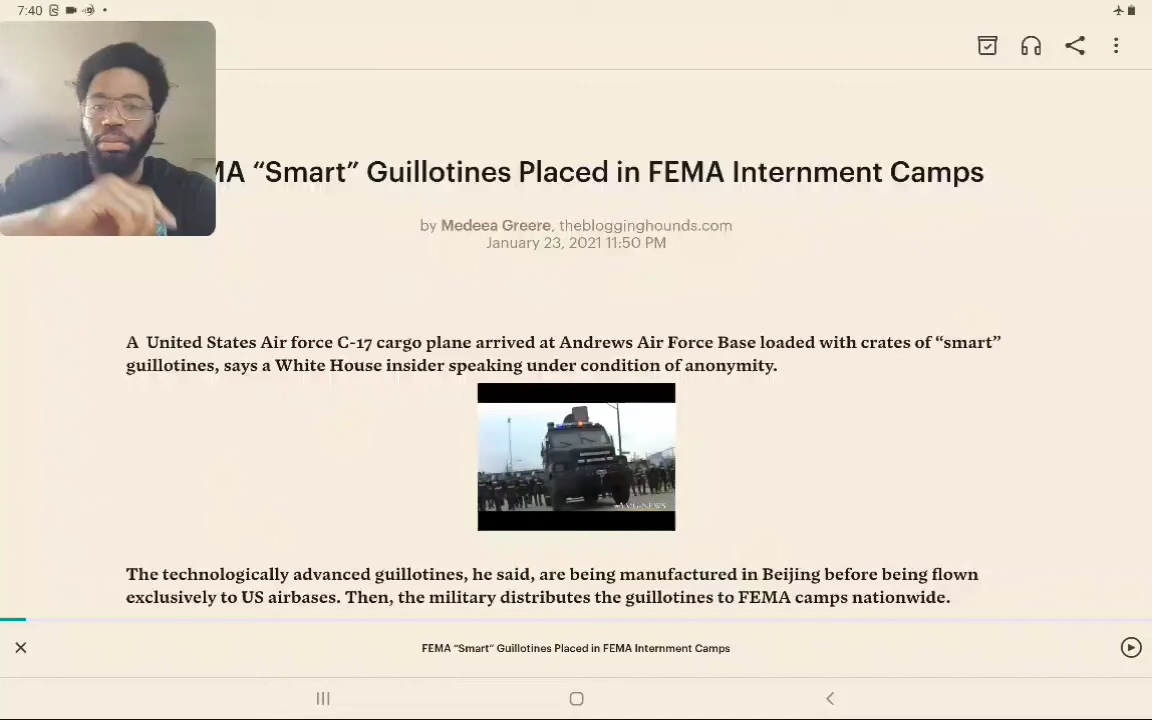 7:40
MA “Smart” Guillotines Placed in FEMA Internment Camps
by Medeea Greere, theblogginghounds.com
January 23, 2021 11:50 PM
A United States Air force C-17 cargo plane arrived at Andrews Air Force Base loaded with crates of “smart”
guillotines, says a White House insider speaking under condition of anonymity.
The technologically advanced guillotines, he said, are being manufactured in Beijing before being flown
exclusively to US airbases. Then, the military distributes the guillotines to FEMA camps nationwide.
FEMA “Smart” Guillotines Placed in FEMA Internment Camps